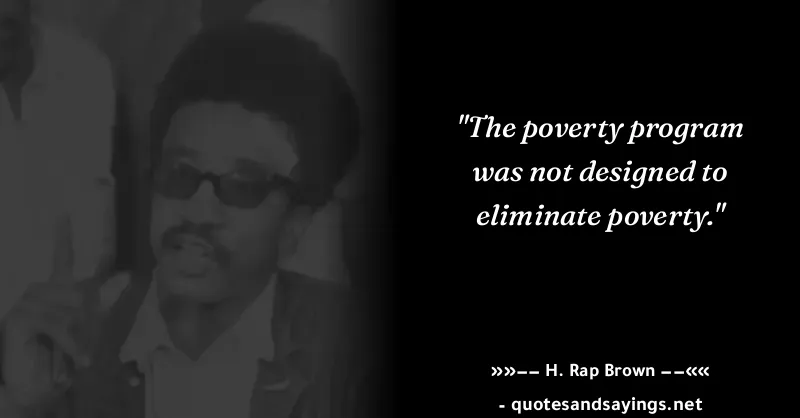 "The poverty program
was not designed to
eliminate poverty."
»»–– H. Rap Brown ––««
- quotesandsayings.net